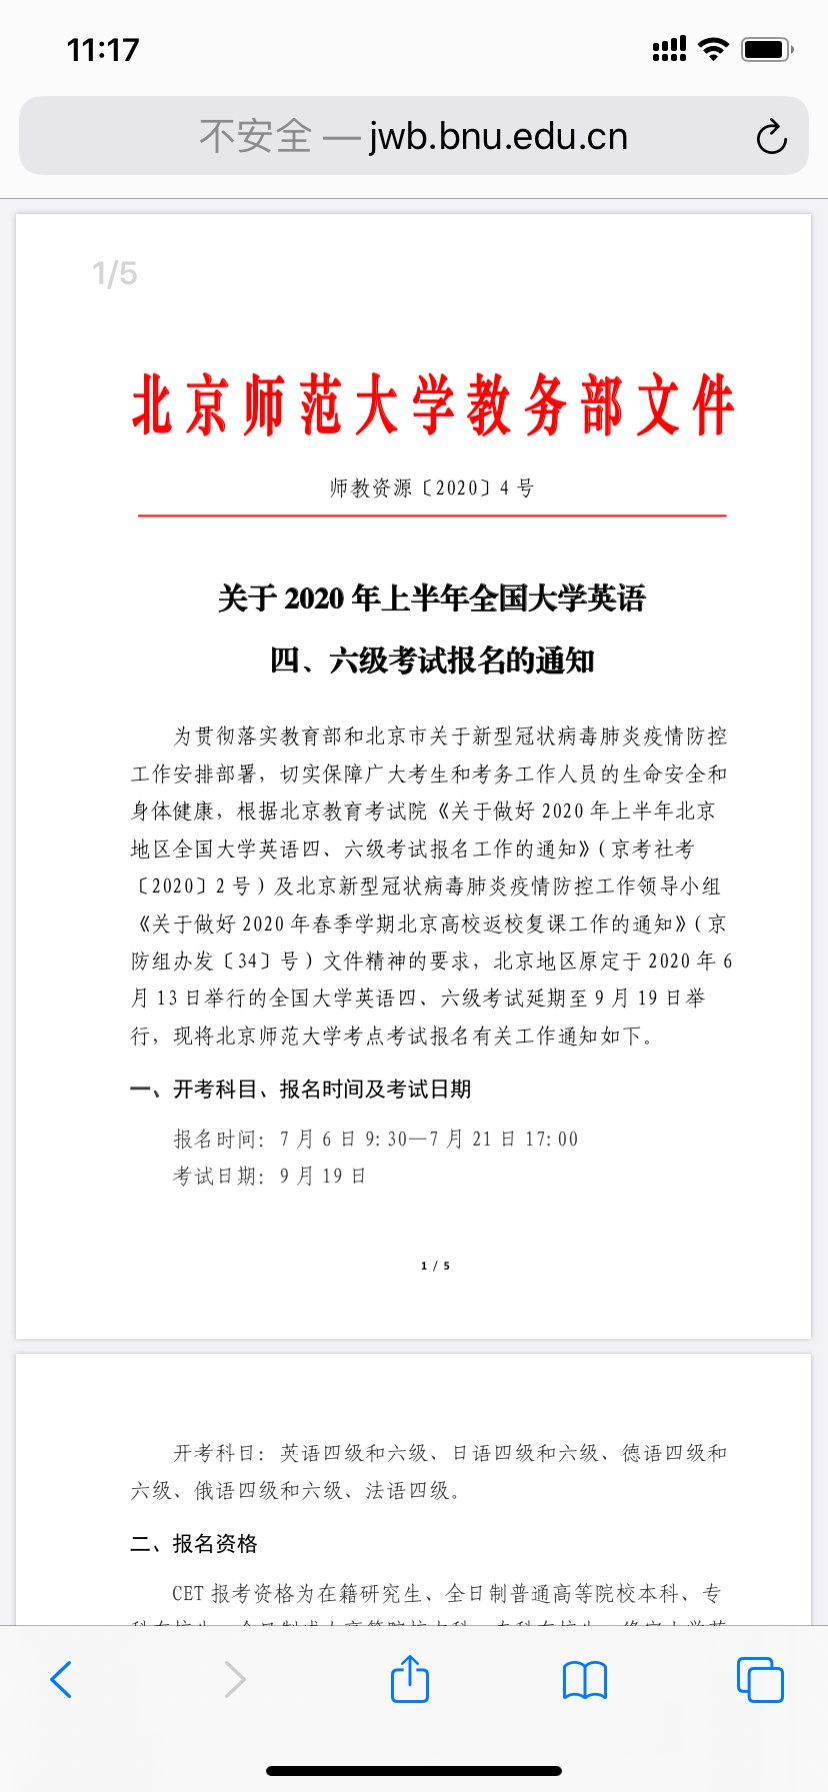 11:17
不安全 — jwb.bnu.edu.cn
1/5
北京师范大学教务部文件
师教资源〔2020〕4 号
关于 2020 年上半年全国大学英语
四、六级考试报名的通知
为贯彻落实教育部和北京市关于新型冠状病毒肺炎疫情防控
工作安排部署，切实保障广大考生和考务工作人员的生命安全和
身体健康，根据北京教育考试院《关于做好 2020 年上半年北京
地区全国大学英语四、六级考试报名工作的通知》（京考社考
〔2020〕2 号）及北京新型冠状病毒肺炎疫情防控工作领导小组
《关于做好 2020 年春季学期北京高校返校复课工作的通知》（京
防组办发〔34〕号）文件精神的要求，北京地区原定于 2020 年 6
月 13 日举行的全国大学英语四、六级考试延期至 9 月 19 日举
行，现将北京师范大学考点考试报名有关工作通知如下。
一、开考科目、报名时间及考试日期
报名时间：7 月 6 日 9:30—7 月 21 日 17:00
考试日期：9 月 19 日
1 / 5
开考科目：英语四级和六级、日语四级和六级、德语四级和
六级、俄语四级和六级、法语四级。
二、报名资格
CET 报考资格为在籍研究生、全日制普通高等院校本科、专